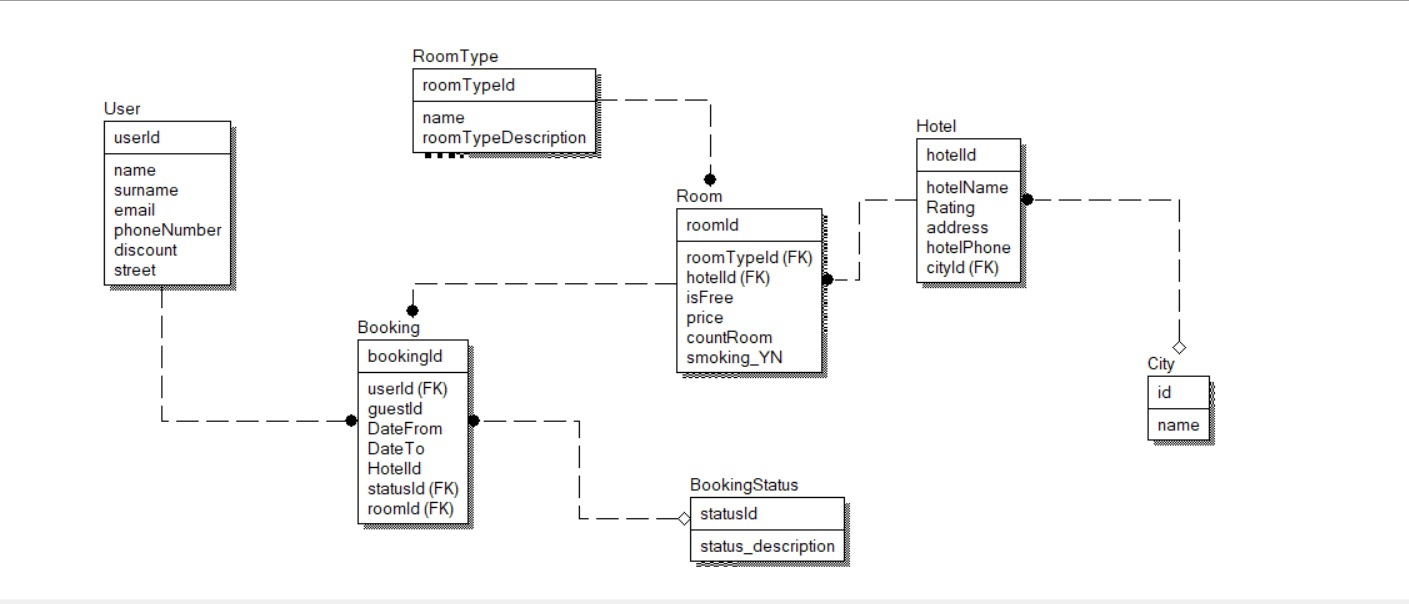 RoomType
roomTypeId
name
roomTypeDescription
User
userId
name
surname
email
phoneNumber
discount
street
Hotel
hotelId
hotelName
Rating
address
hotelPhone
cityId (FK)
Room
roomId
roomTypeId (FK)
hotelId (FK)
isFree
price
countRoom
smoking_YN
Booking
bookingId
userId (FK)
guestId
DateFrom
DateTo
HotelId
statusId (FK)
roomId (FK)
City
id
name
BookingStatus
statusId
status_description